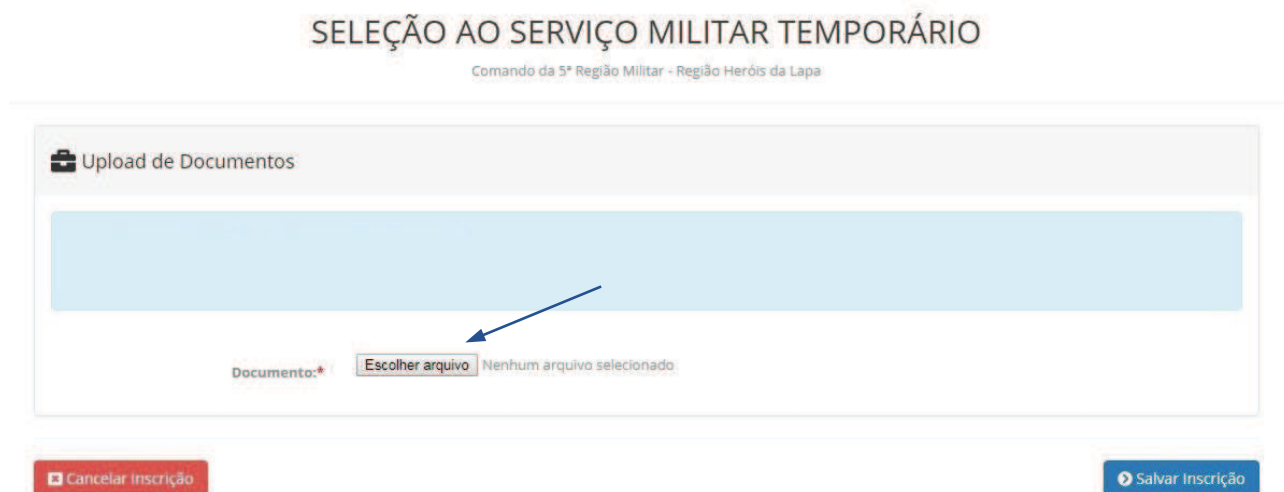 SELEÇÃO AO SERVIÇO MILITAR TEMPORÁRIO
Comando da 5ª Região Militar - Região Heróis da Lapa
Upload de Documentos
Documento:* Escolher arquivo Nenhum arquivo selecionado
Cancelar Inscrição Salvar Inscrição